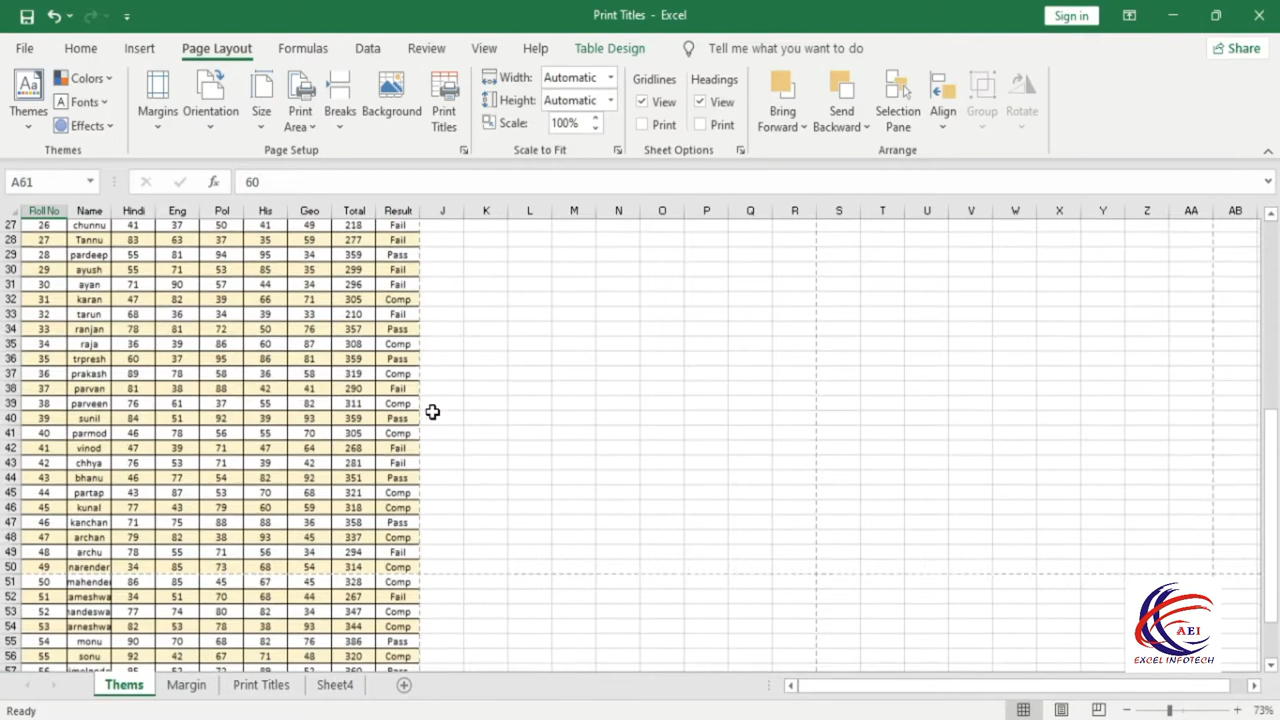 Print Titles - Excel
Sign in
File Home Insert Page Layout Formulas Data Review View Help Table Design Tell me what you want to do Share
Themes
Colors
Fonts
Effects
Themes
Margins
Orientation
Size
Print Area
Breaks
Background
Print Titles
Page Setup
Width: Automatic
Height: Automatic
Scale: 100%
Scale to Fit
Gridlines
View
Print
Headings
View
Print
Sheet Options
Bring Forward
Send Backward
Selection Pane
Align
Group
Rotate
Arrange
A61 fx 60
Roll No Name Hindi Eng Pol His Geo Total Result J K L M N O P Q R S T U V W X Y Z AA AB
27 26 chunnu 41 37 50 41 49 218 Fail
28 27 Tannu 83 63 37 35 59 277 Fail
29 28 pardeep 55 81 94 95 34 359 Pass
30 29 ayush 55 71 53 85 35 299 Fail
31 30 ayan 71 90 57 44 34 296 Fail
32 31 karan 47 82 39 66 71 305 Comp
33 32 tarun 68 36 34 39 33 210 Fail
34 33 ranjan 78 81 72 50 76 357 Pass
35 34 raja 36 39 86 60 87 308 Comp
36 35 trpresh 60 37 95 86 81 359 Pass
37 36 prakash 89 78 58 36 58 319 Comp
38 37 parvan 81 38 88 42 41 290 Fail
39 38 parveen 76 61 37 55 82 311 Comp
40 39 sunil 84 51 92 39 93 359 Pass
41 40 parmod 46 78 56 55 70 305 Comp
42 41 vinod 47 39 71 47 64 268 Fail
43 42 chhya 76 53 71 39 42 281 Fail
44 43 bhanu 46 77 54 82 92 351 Pass
45 44 partap 43 87 53 70 68 321 Comp
46 45 kunal 77 43 79 60 59 318 Comp
47 46 kanchan 71 75 88 88 36 358 Pass
48 47 archan 79 82 38 93 45 337 Comp
49 48 archu 78 55 71 56 34 294 Fail
50 49 narender 34 85 73 68 54 314 Comp
51 50 mahender 86 85 45 67 45 328 Comp
52 51 ameshwa 34 51 70 68 44 267 Fail
53 52 handeswa 77 74 80 82 34 347 Comp
54 53 arneshwa 82 53 78 38 93 344 Comp
55 54 monu 90 70 68 82 76 386 Pass
56 55 sonu 92 42 67 71 48 320 Comp
AEI
EXCEL INFOTECH
Thems Margin Print Titles Sheet4
Ready 73%